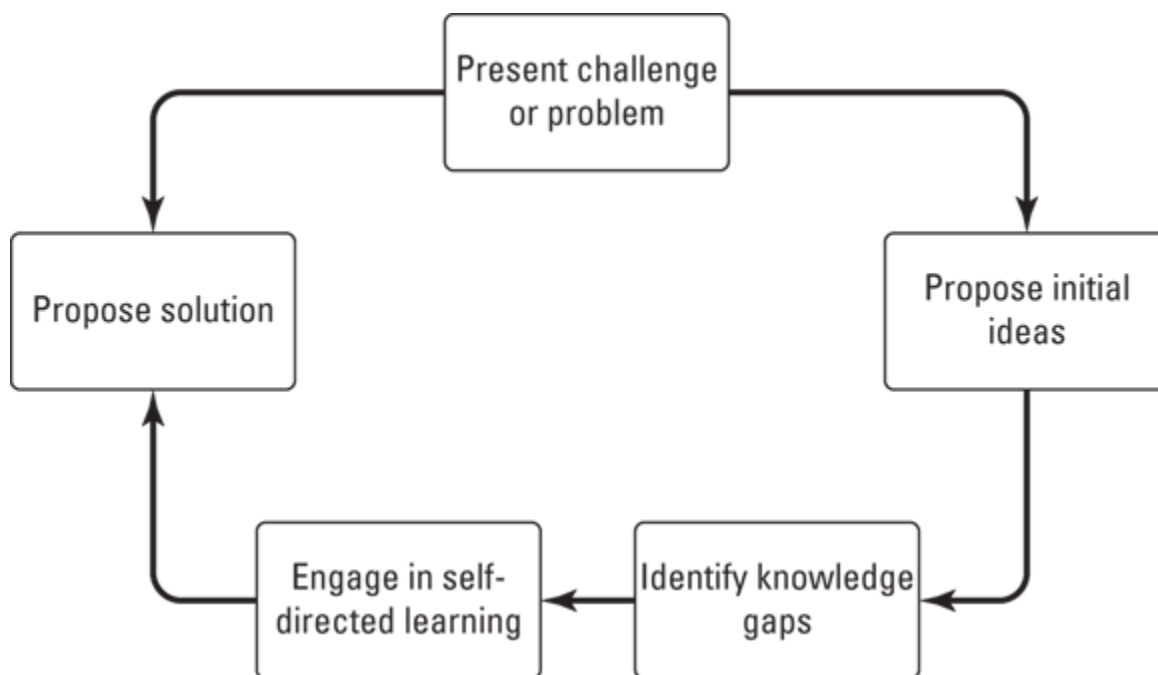 Present challenge
or problem
Propose solution
Propose initial
ideas
Engage in self-
directed learning
Identify knowledge
gaps